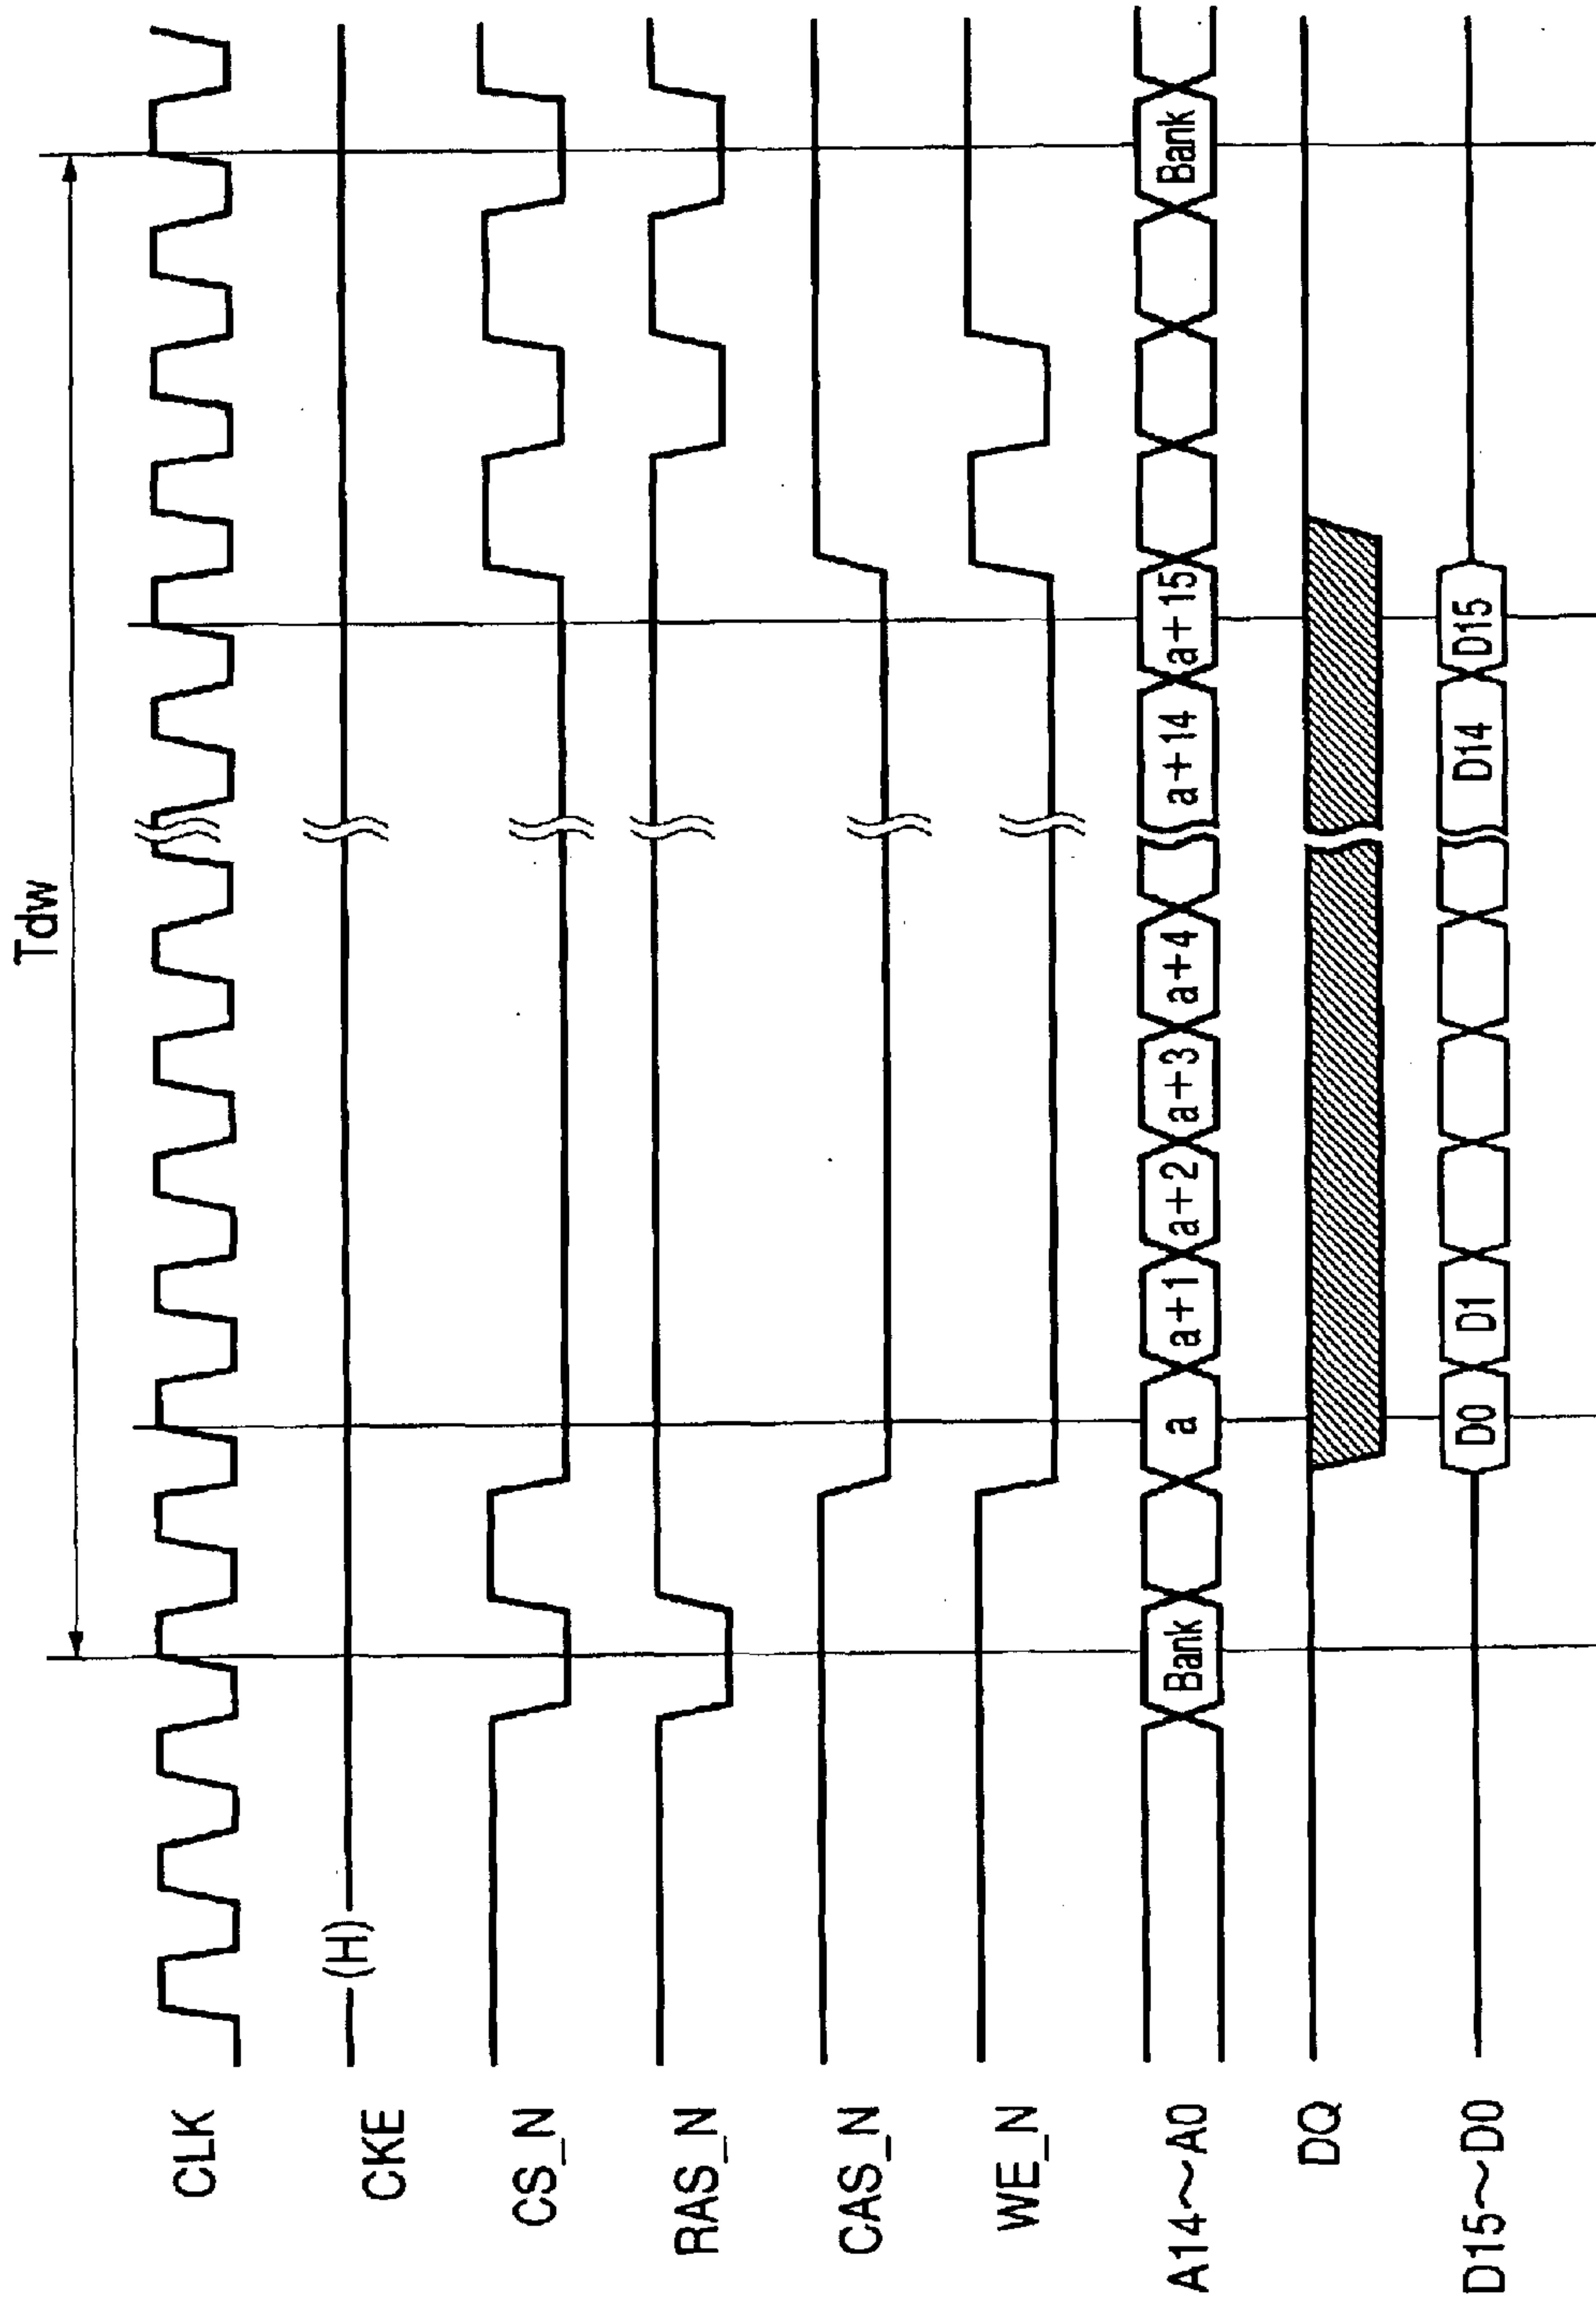 Tdw
CLK
CKE (H)
CS_N
RAS_N
CAS_N
WE_N
A14～A0 Bank a a+1 a+2 a+3 a+4 a+14 a+15 Bank
DQ
D15～D0 D0 D1 D14 D15